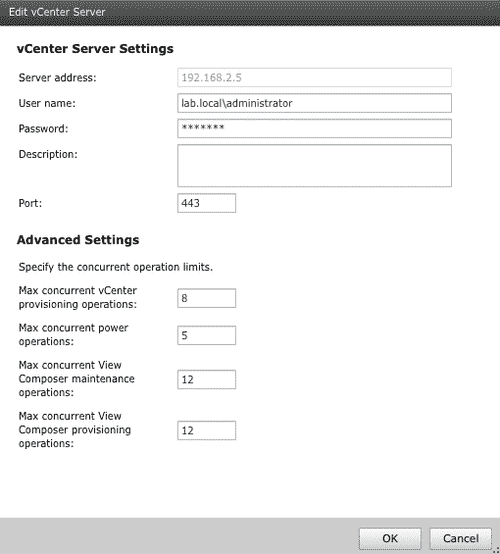 Edit vCenter Server
vCenter Server Settings
Server address: 192.168.2.5
User name: lab.local\administrator
Password: *******
Description:
Port: 443
Advanced Settings
Specify the concurrent operation limits.
Max concurrent vCenter
provisioning operations: 8
Max concurrent power
operations: 5
Max concurrent View
Composer maintenance
operations: 12
Max concurrent View
Composer provisioning
operations: 12
OK Cancel